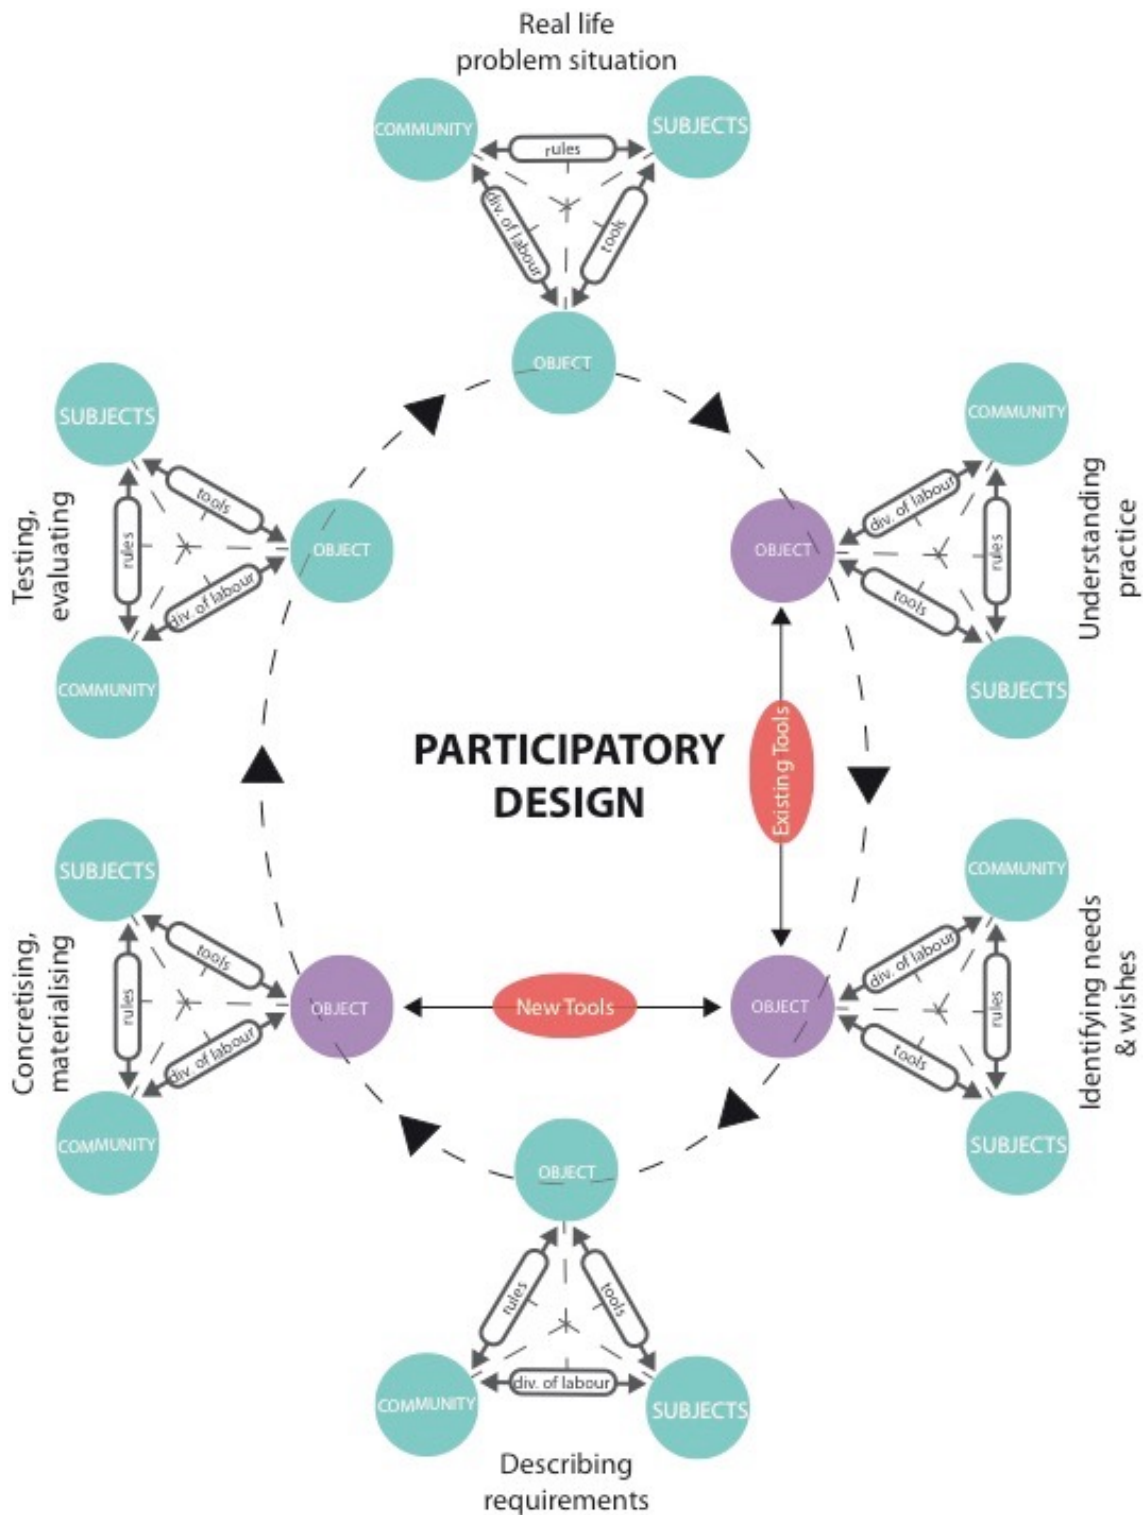 Real life
problem situation
COMMUNITY
SUBJECTS
rules
div. of labour
tools
OBJECT
SUBJECTS
tools
rules
div. of labour
OBJECT
COMMUNITY
Testing,
evaluating
COMMUNITY
div. of labour
OBJECT
rules
tools
SUBJECTS
Understanding
practice
PARTICIPATORY
DESIGN
Existing Tools
SUBJECTS
tools
rules
div. of labour
OBJECT
COMMUNITY
Concretising,
materialising
New Tools
COMMUNITY
div. of labour
OBJECT
rules
tools
SUBJECTS
Identifying needs
& wishes
OBJECT
rules
tools
div. of labour
COMMUNITY
SUBJECTS
Describing
requirements